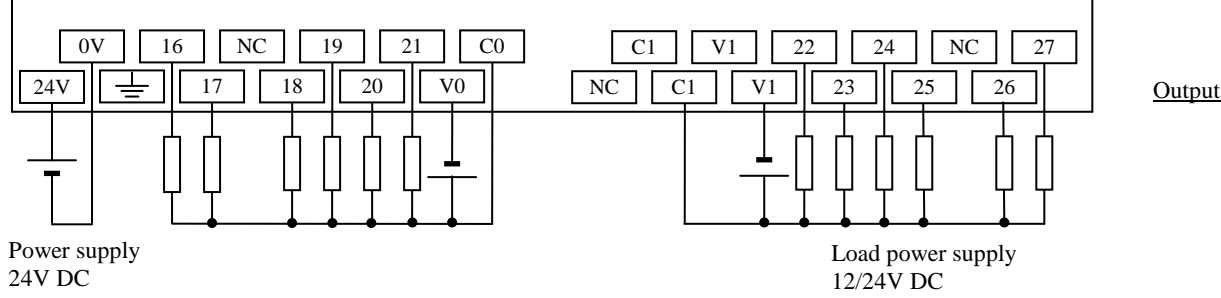 0V 16 NC 19 21 C0 C1 V1 22 24 NC 27
24V 17 18 20 V0 NC C1 V1 23 25 26
Output
Power supply
24V DC
Load power supply
12/24V DC